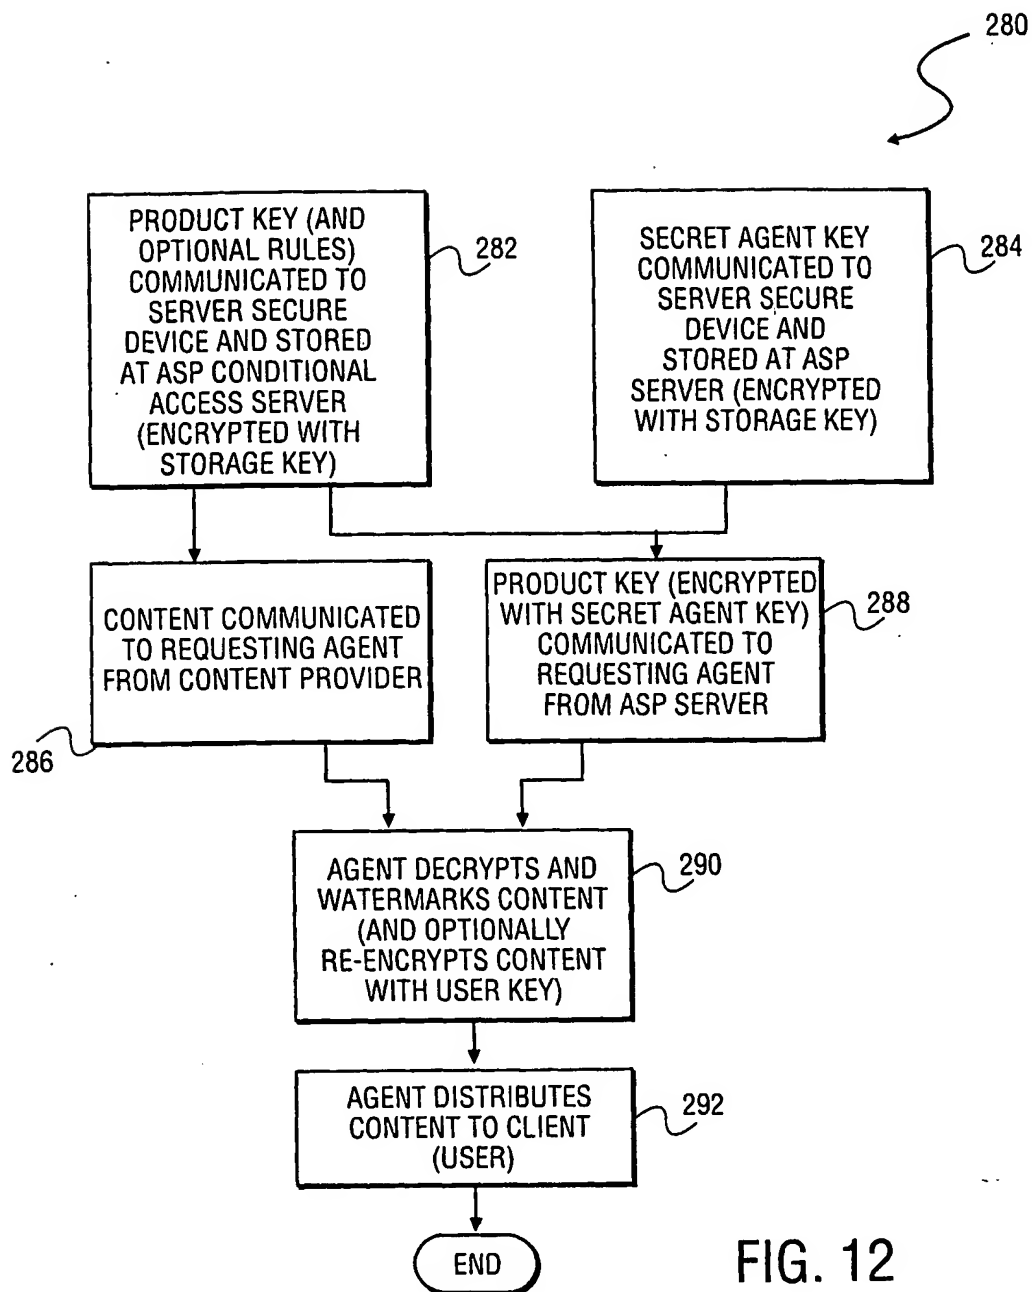 280
PRODUCT KEY (AND
OPTIONAL RULES)
COMMUNICATED TO
SERVER SECURE
DEVICE AND STORED
AT ASP CONDITIONAL
ACCESS SERVER
(ENCRYPTED WITH
STORAGE KEY)
282
SECRET AGENT KEY
COMMUNICATED TO
SERVER SECURE
DEVICE AND
STORED AT ASP
SERVER (ENCRYPTED
WITH STORAGE KEY)
284
CONTENT COMMUNICATED
TO REQUESTING AGENT
FROM CONTENT PROVIDER
286
PRODUCT KEY (ENCRYPTED
WITH SECRET AGENT KEY)
COMMUNICATED TO
REQUESTING AGENT
FROM ASP SERVER
288
AGENT DECRYPTS AND
WATERMARKS CONTENT
(AND OPTIONALLY
RE-ENCRYPTS CONTENT
WITH USER KEY)
290
AGENT DISTRIBUTES
CONTENT TO CLIENT
(USER)
292
END
FIG. 12